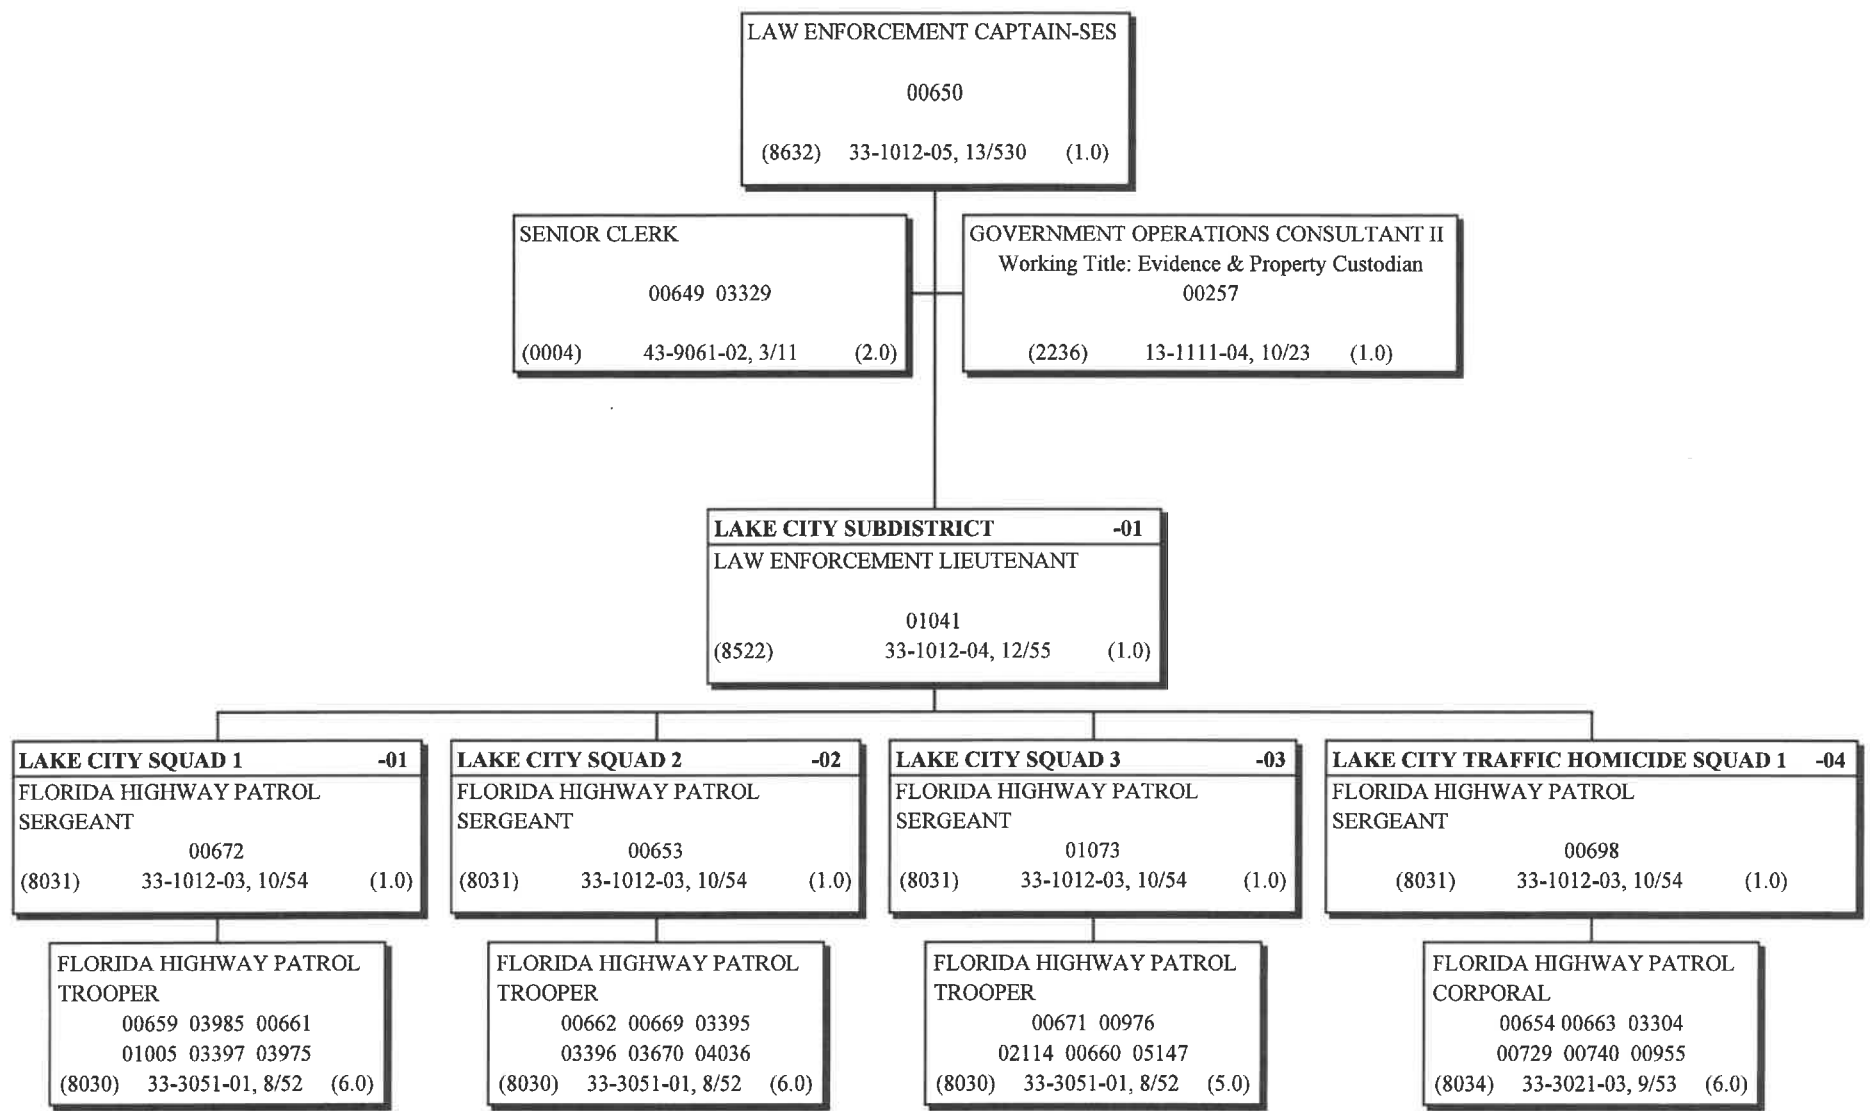 LAW ENFORCEMENT CAPTAIN-SES
00650
(8632) 33-1012-05, 13/530 (1.0)
SENIOR CLERK
00649 03329
(0004) 43-9061-02, 3/11 (2.0)
GOVERNMENT OPERATIONS CONSULTANT II
Working Title: Evidence & Property Custodian
00257
(2236) 13-1111-04, 10/23 (1.0)
LAKE CITY SUBDISTRICT -01
LAW ENFORCEMENT LIEUTENANT
01041
(8522) 33-1012-04, 12/55 (1.0)
LAKE CITY SQUAD 1 -01
FLORIDA HIGHWAY PATROL
SERGEANT
00672
(8031) 33-1012-03, 10/54 (1.0)
FLORIDA HIGHWAY PATROL
TROOPER
00659 03985 00661
01005 03397 03975
(8030) 33-3051-01, 8/52 (6.0)
LAKE CITY SQUAD 2 -02
FLORIDA HIGHWAY PATROL
SERGEANT
00653
(8031) 33-1012-03, 10/54 (1.0)
FLORIDA HIGHWAY PATROL
TROOPER
00662 00669 03395
03396 03670 04036
(8030) 33-3051-01, 8/52 (6.0)
LAKE CITY SQUAD 3 -03
FLORIDA HIGHWAY PATROL
SERGEANT
01073
(8031) 33-1012-03, 10/54 (1.0)
FLORIDA HIGHWAY PATROL
TROOPER
00671 00976
02114 00660 05147
(8030) 33-3051-01, 8/52 (5.0)
LAKE CITY TRAFFIC HOMICIDE SQUAD 1 -04
FLORIDA HIGHWAY PATROL
SERGEANT
00698
(8031) 33-1012-03, 10/54 (1.0)
FLORIDA HIGHWAY PATROL
CORPORAL
00654 00663 03304
00729 00740 00955
(8034) 33-3021-03, 9/53 (6.0)